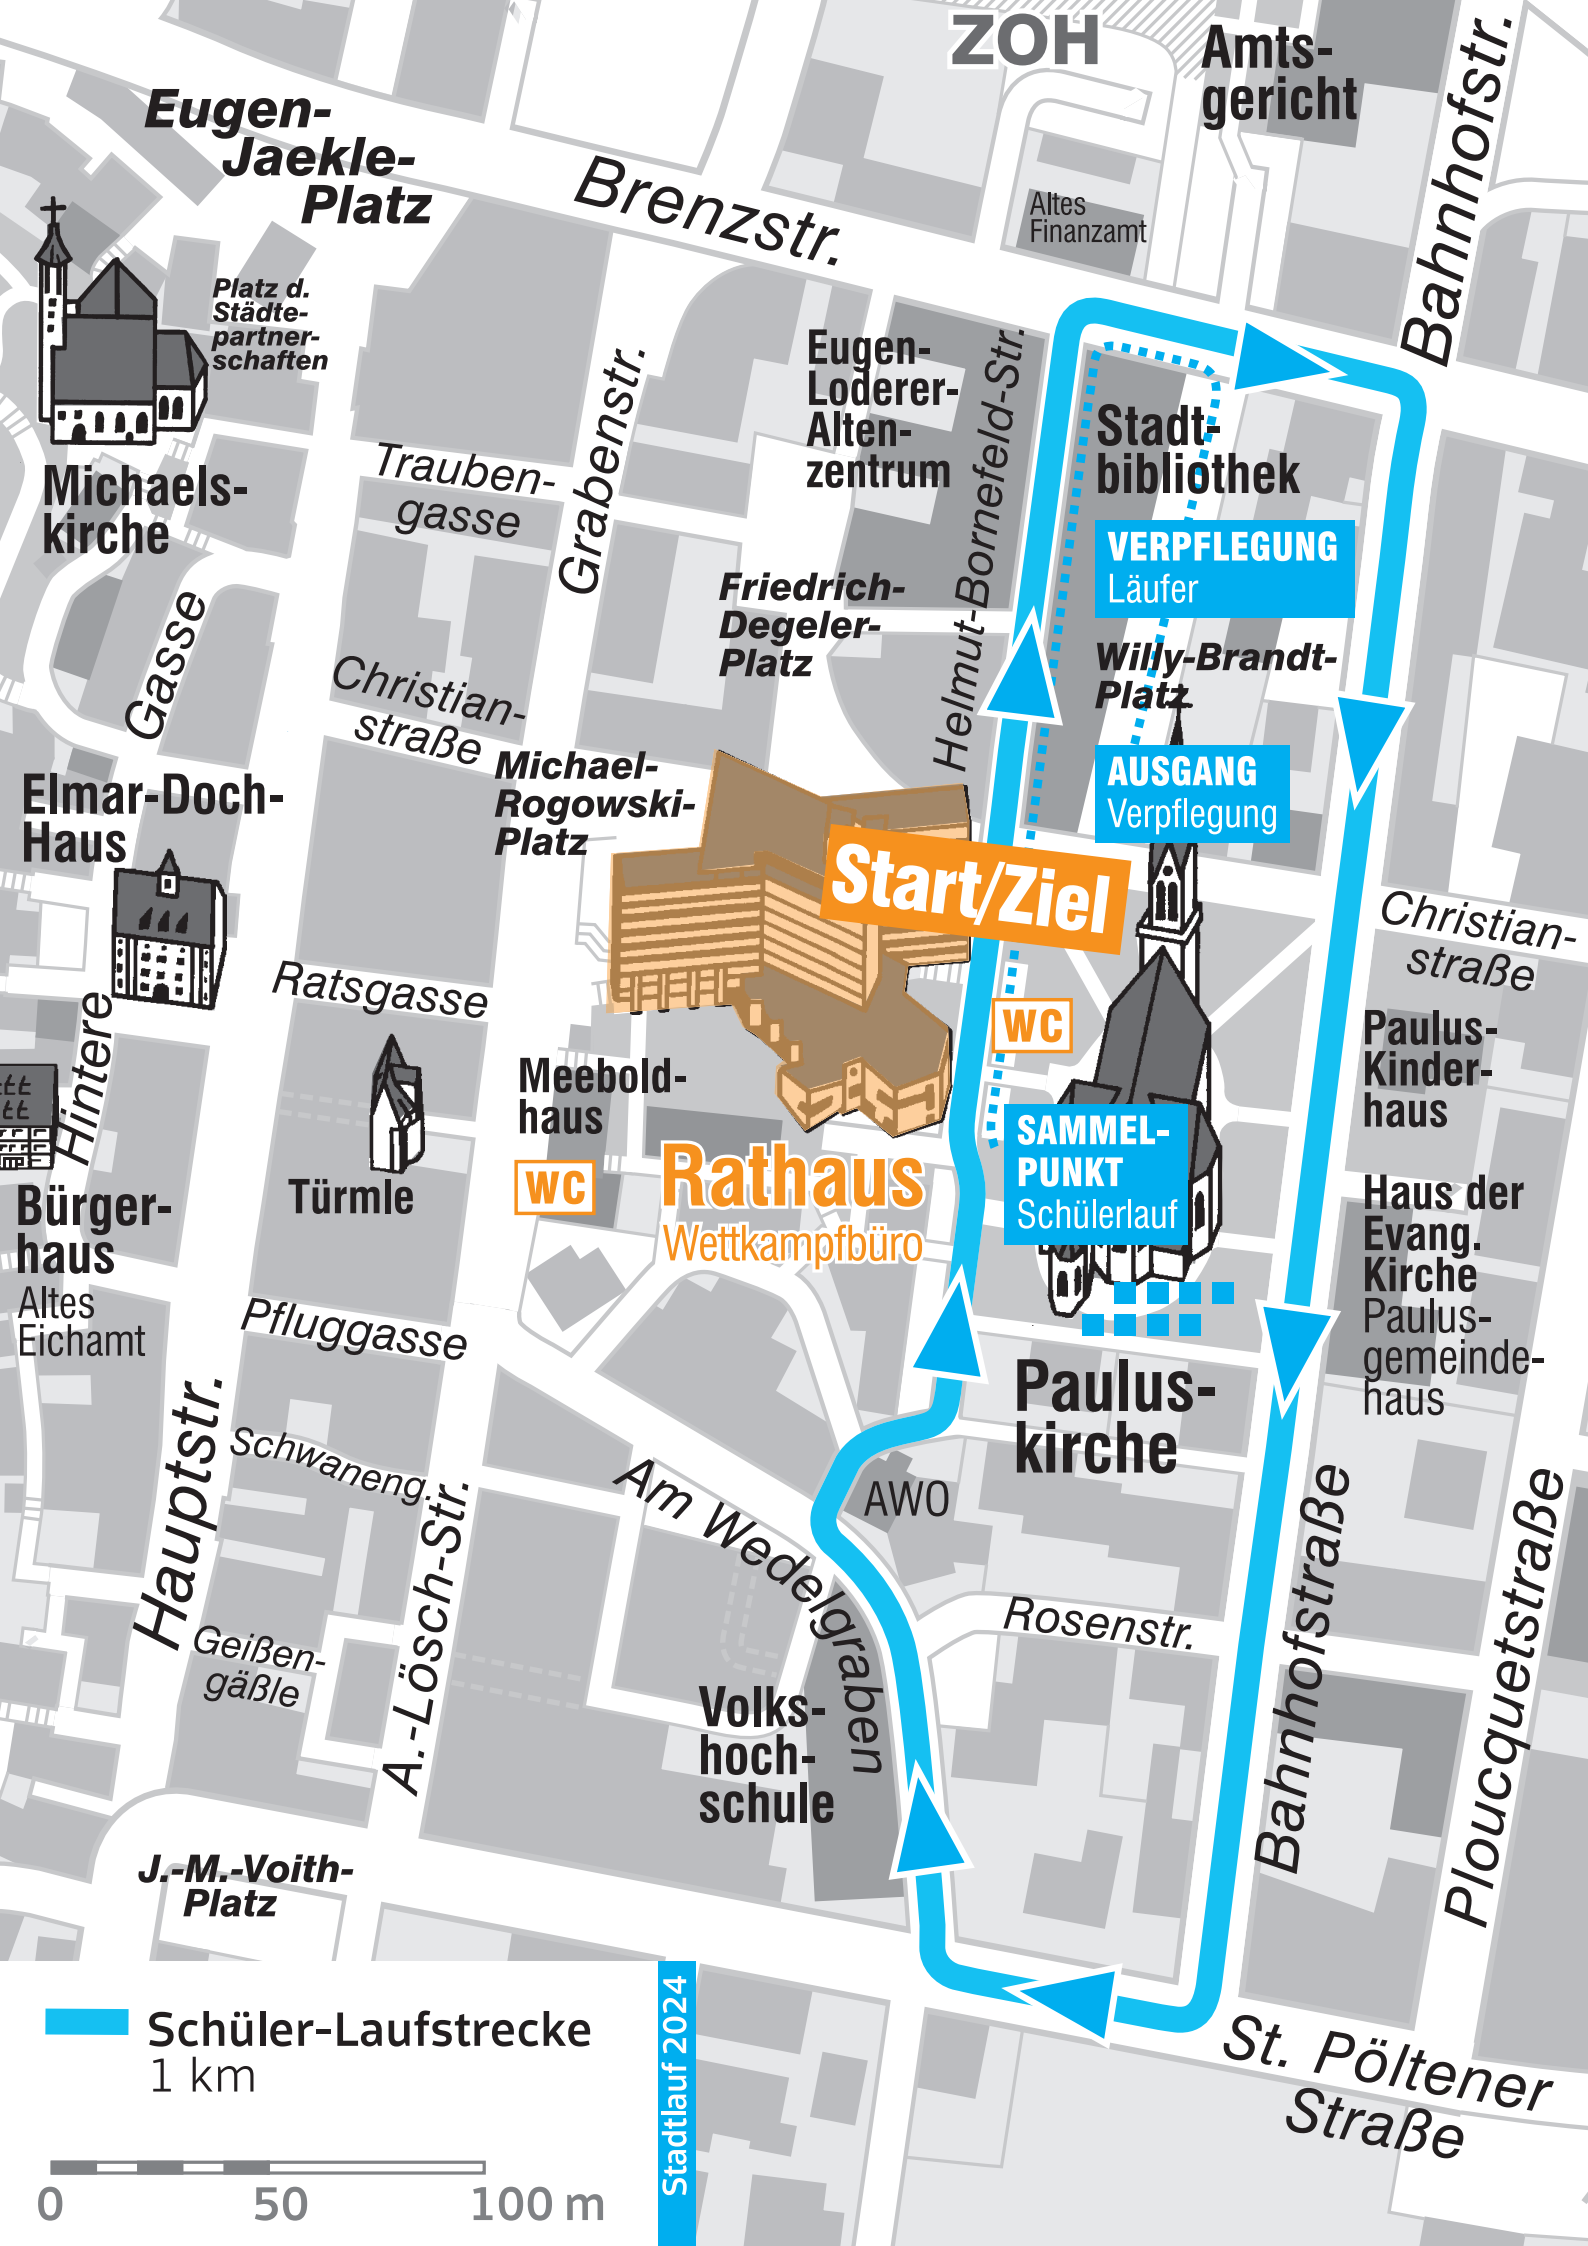 ZOH
Amts-
gericht
Bahnhofstr.
Eugen-
Jaekle-
Platz
Brenzstr.
Altes
Finanzamt
Platz d.
Städte-
partner-
schaften
Michaels-
kirche
Trauben-
gasse
Grabenstr.
Eugen-
Loderer-
Alten-
zentrum
Helmut-Bornefeld-Str.
Stadt-
bibliothek
VERPFLEGUNG
Läufer
Friedrich-
Degeler-
Platz
Willy-Brandt-
Platz
Gasse
Christian-
straße
Michael-
Rogowski-
Platz
AUSGANG
Verpflegung
Elmar-Doch-
Haus
Start/Ziel
Christian-
straße
Ratsgasse
Hintere
WC
Paulus-
Kinder-
haus
Meebold-
haus
SAMMEL-
PUNKT
Schülerlauf
Rathaus
Wettkampfbüro
WC
Türmle
Bürger-
haus
Altes
Eichamt
Haus der
Evang.
Kirche
Paulus-
gemeinde-
haus
Pfluggasse
Paulus-
kirche
Hauptstr.
Schwaneng.
A.-Lösch-Str.
Am Wedelgraben
AWO
Bahnhofstraße
Ploucquetstraße
Geißen-
gäßle
Rosenstr.
Volks-
hoch-
schule
J.-M.-Voith-
Platz
St. Pöltener
Straße
Schüler-Laufstrecke
1 km
0 50 100 m
Stadtlauf 2024